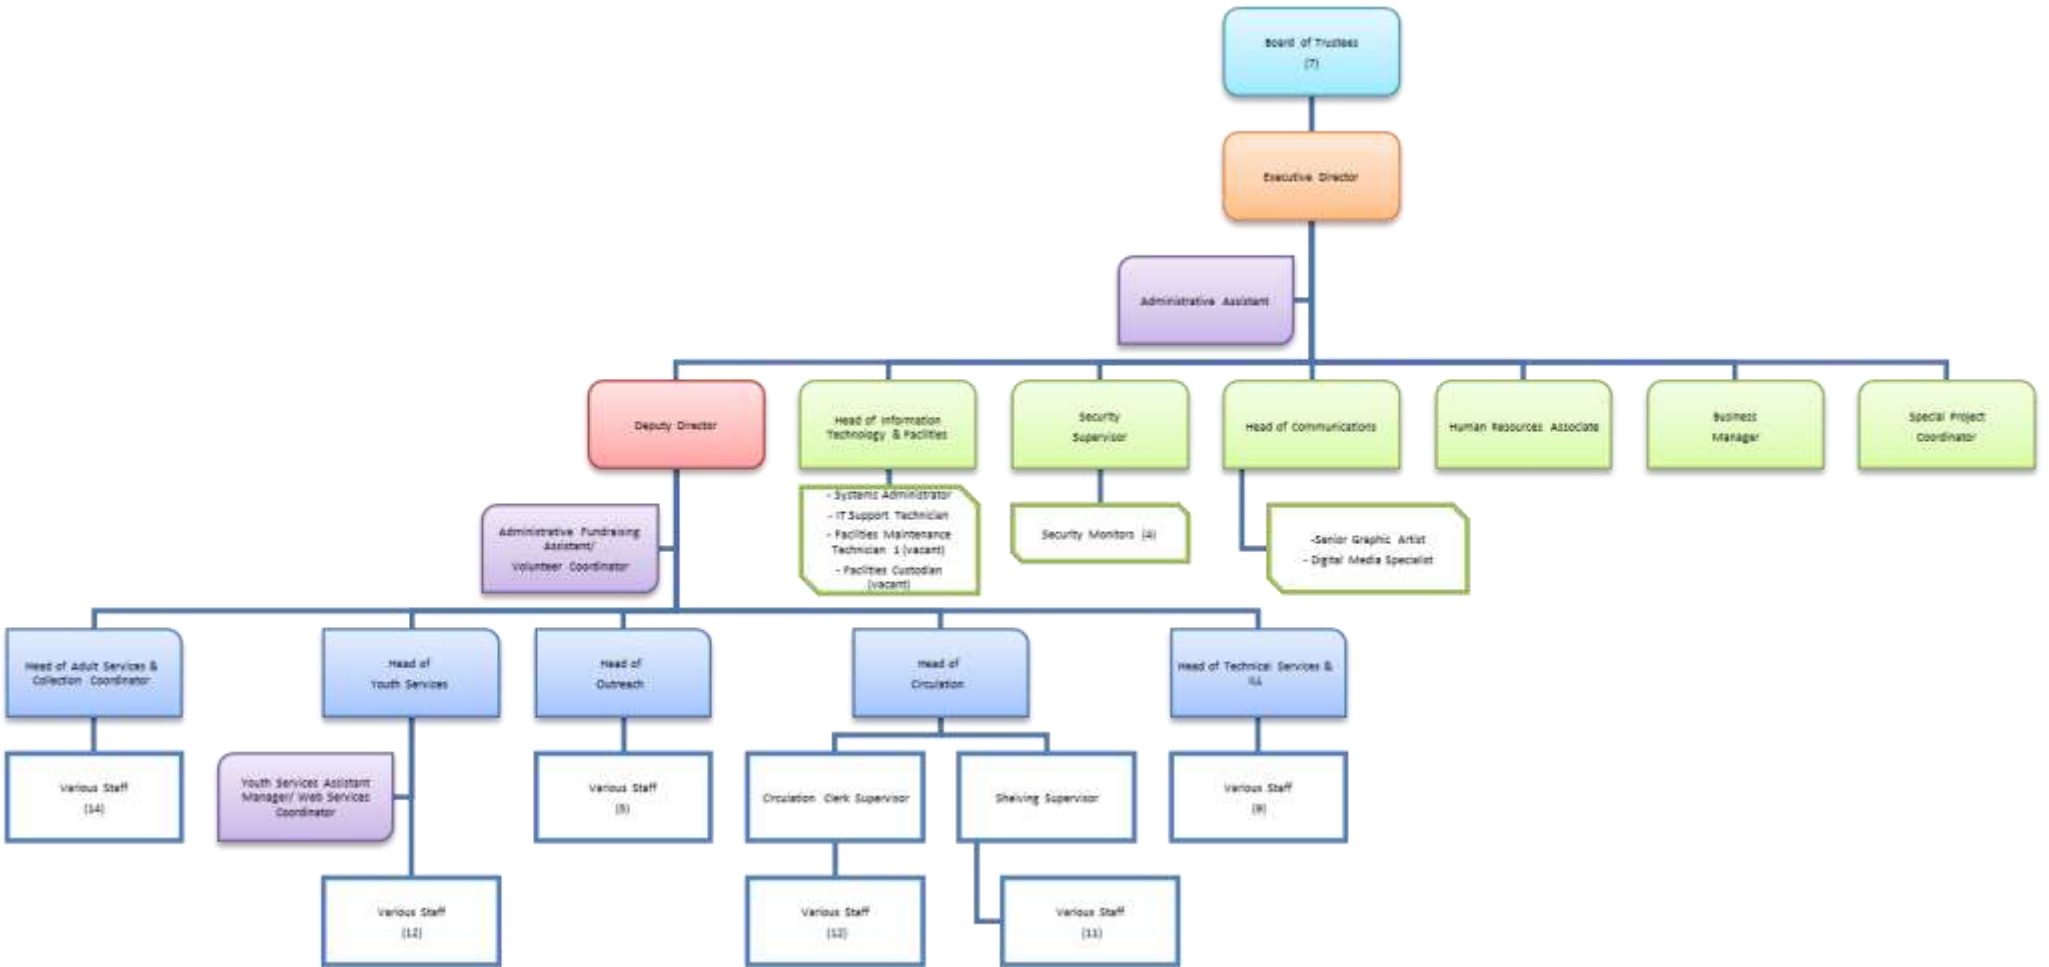 Board of Trustees
(7)
Executive Director
Administrative Assistant
Deputy Director
Head of Information
Technology & Facilities
Security
Supervisor
Head of Communications
Human Resources Associate
Business
Manager
Special Project
Coordinator
- Systems Administrator
- IT Support Technician
- Facilities Maintenance
Technician 1 (vacant)
- Facilities Custodian
(vacant)
Security Monitors (4)
-Senior Graphic Artist
- Digital Media Specialist
Administrative Fundraising
Assistant/
Volunteer Coordinator
Head of Adult Services &
Collection Coordinator
Head of
Youth Services
Head of
Outreach
Head of
Circulation
Head of Technical Services &
ILL
Various Staff
(14)
Youth Services Assistant
Manager/ Web Services
Coordinator
Various Staff
(5)
Circulation Clerk Supervisor
Shelving Supervisor
Various Staff
Various Staff
(12)
Various Staff
Various Staff
(11)